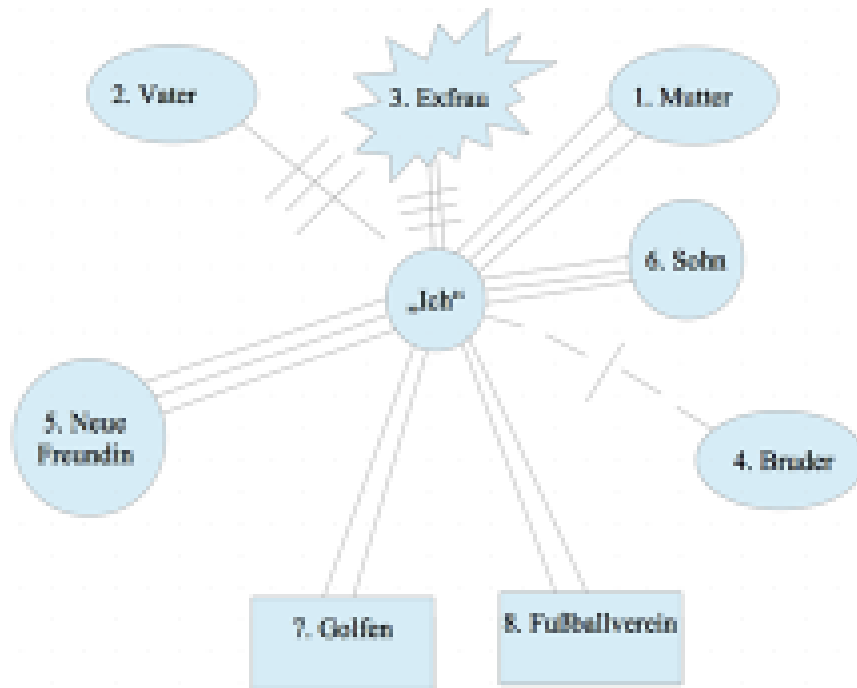 2. Vater
3. Exfrau
1. Mutter
6. Sohn
„Ich“
5. Neue
Freundin
4. Bruder
7. Golfen
8. Fußballverein